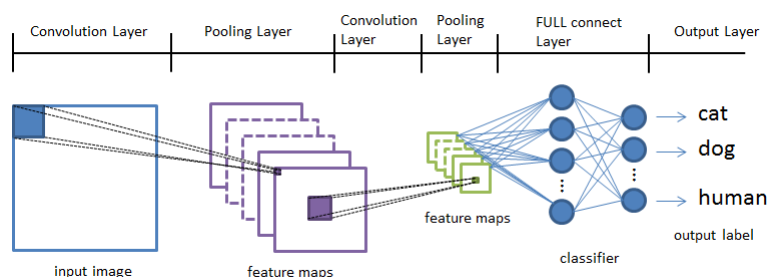 Convolution Layer
Pooling Layer
Convolution
Layer
Pooling
Layer
FULL connect
Layer
Output Layer
cat
dog
human
input image
feature maps
feature maps
classifier
output label